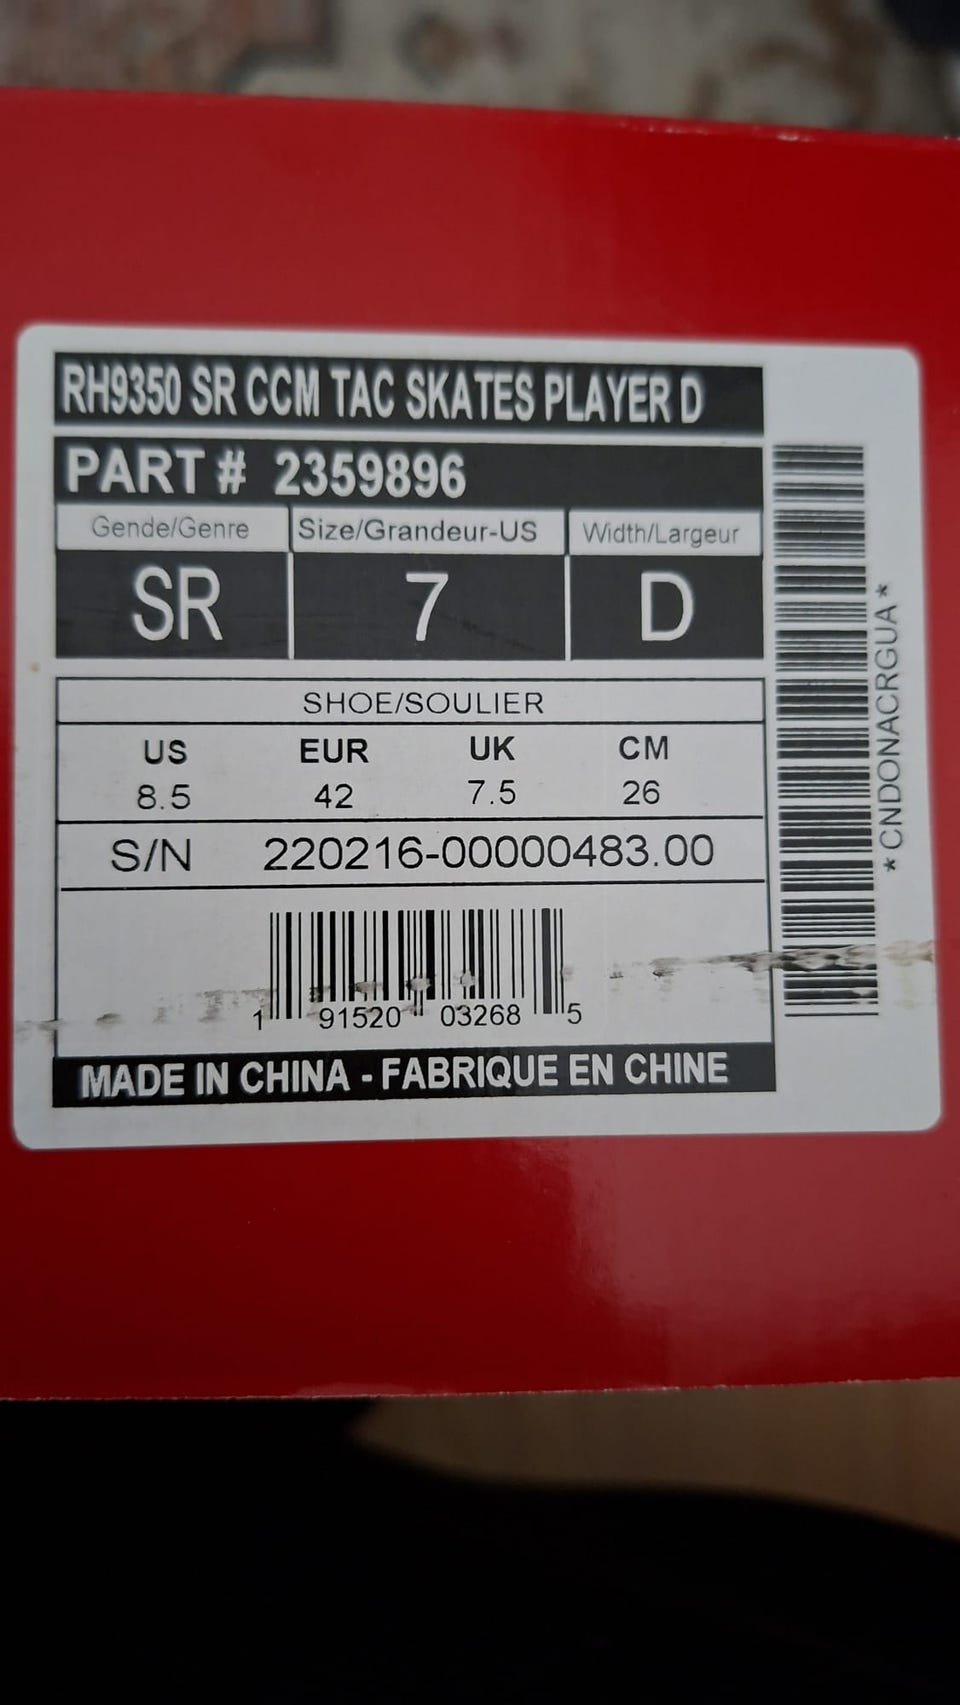 RH9350 SR CCM TAC SKATES PLAYER D
PART # 2359896
Gende/Genre Size/Grandeur-US Width/Largeur
SR 7 D
SHOE/SOULIER
US EUR UK CM
8.5 42 7.5 26
S/N 220216-00000483.00
1 91520 03268 5
MADE IN CHINA - FABRIQUE EN CHINE
*CNDONACRGUA*